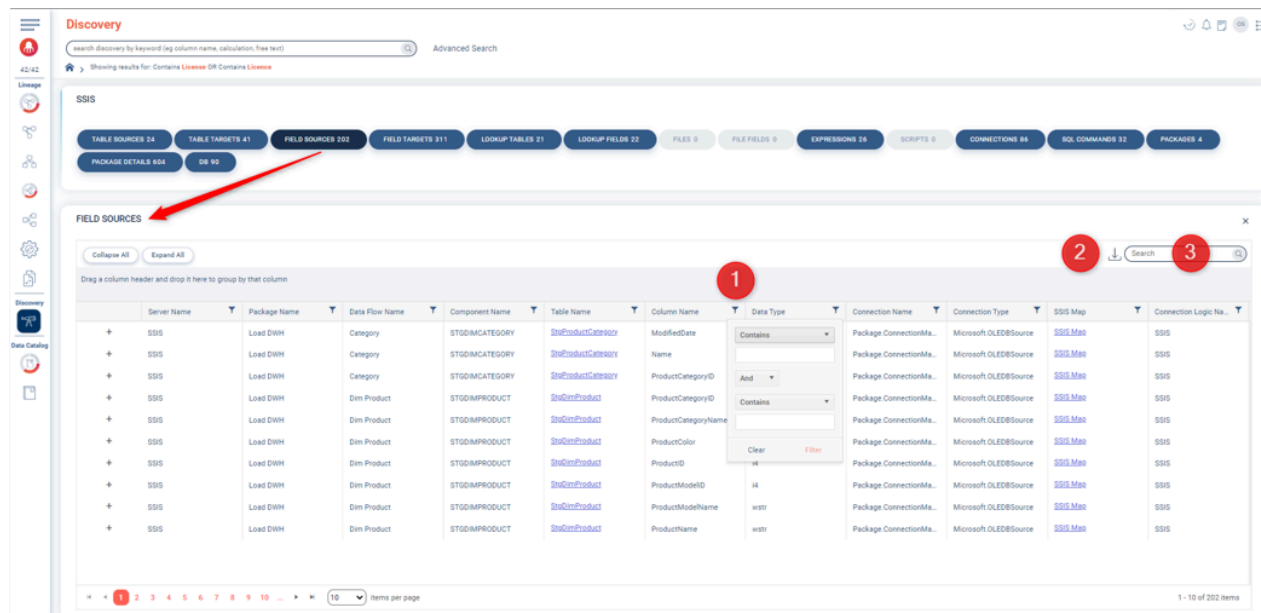 Discovery
OS
search discovery by keyword (eg column name, calculation, free text) Advanced Search
42/42 Showing results for: Contains License OR Contains Licence
Lineage
SSIS
TABLE SOURCES 24 TABLE TARGETS 41 FIELD SOURCES 202 FIELD TARGETS 311 LOOKUP TABLES 21 LOOKUP FIELDS 22 FILES 0 FILE FIELDS 0 EXPRESSIONS 26 SCRIPTS 0 CONNECTIONS 86 SQL COMMANDS 32 PACKAGES 4
PACKAGE DETAILS 604 DB 90
FIELD SOURCES ×
Collapse All Expand All 2 Search 3
Drag a column header and drop it here to group by that column 1
Discovery
Data Catalog
Server Name Package Name Data Flow Name Component Name Table Name Column Name Data Type Connection Name Connection Type SSIS Map Connection Logic Na...
+ SSIS Load DWH Category STGDIMCATEGORY StgProductCategory ModifiedDate Contains Package.ConnectionMa... Microsoft.OLEDBSource SSIS Map SSIS
+ SSIS Load DWH Category STGDIMCATEGORY StgProductCategory Name Package.ConnectionMa... Microsoft.OLEDBSource SSIS Map SSIS
+ SSIS Load DWH Category STGDIMCATEGORY StgProductCategory ProductCategoryID And Package.ConnectionMa... Microsoft.OLEDBSource SSIS Map SSIS
+ SSIS Load DWH Dim Product STGDIMPRODUCT StgDimProduct ProductCategoryID Contains Package.ConnectionMa... Microsoft.OLEDBSource SSIS Map SSIS
+ SSIS Load DWH Dim Product STGDIMPRODUCT StgDimProduct ProductCategoryName Package.ConnectionMa... Microsoft.OLEDBSource SSIS Map SSIS
+ SSIS Load DWH Dim Product STGDIMPRODUCT StgDimProduct ProductColor Clear Filter Package.ConnectionMa... Microsoft.OLEDBSource SSIS Map SSIS
+ SSIS Load DWH Dim Product STGDIMPRODUCT StgDimProduct ProductID i4 Package.ConnectionMa... Microsoft.OLEDBSource SSIS Map SSIS
+ SSIS Load DWH Dim Product STGDIMPRODUCT StgDimProduct ProductModelID i4 Package.ConnectionMa... Microsoft.OLEDBSource SSIS Map SSIS
+ SSIS Load DWH Dim Product STGDIMPRODUCT StgDimProduct ProductModelName wstr Package.ConnectionMa... Microsoft.OLEDBSource SSIS Map SSIS
+ SSIS Load DWH Dim Product STGDIMPRODUCT StgDimProduct ProductName wstr Package.ConnectionMa... Microsoft.OLEDBSource SSIS Map SSIS
1 2 3 4 5 6 7 8 9 10 ... 10 items per page 1 - 10 of 202 items